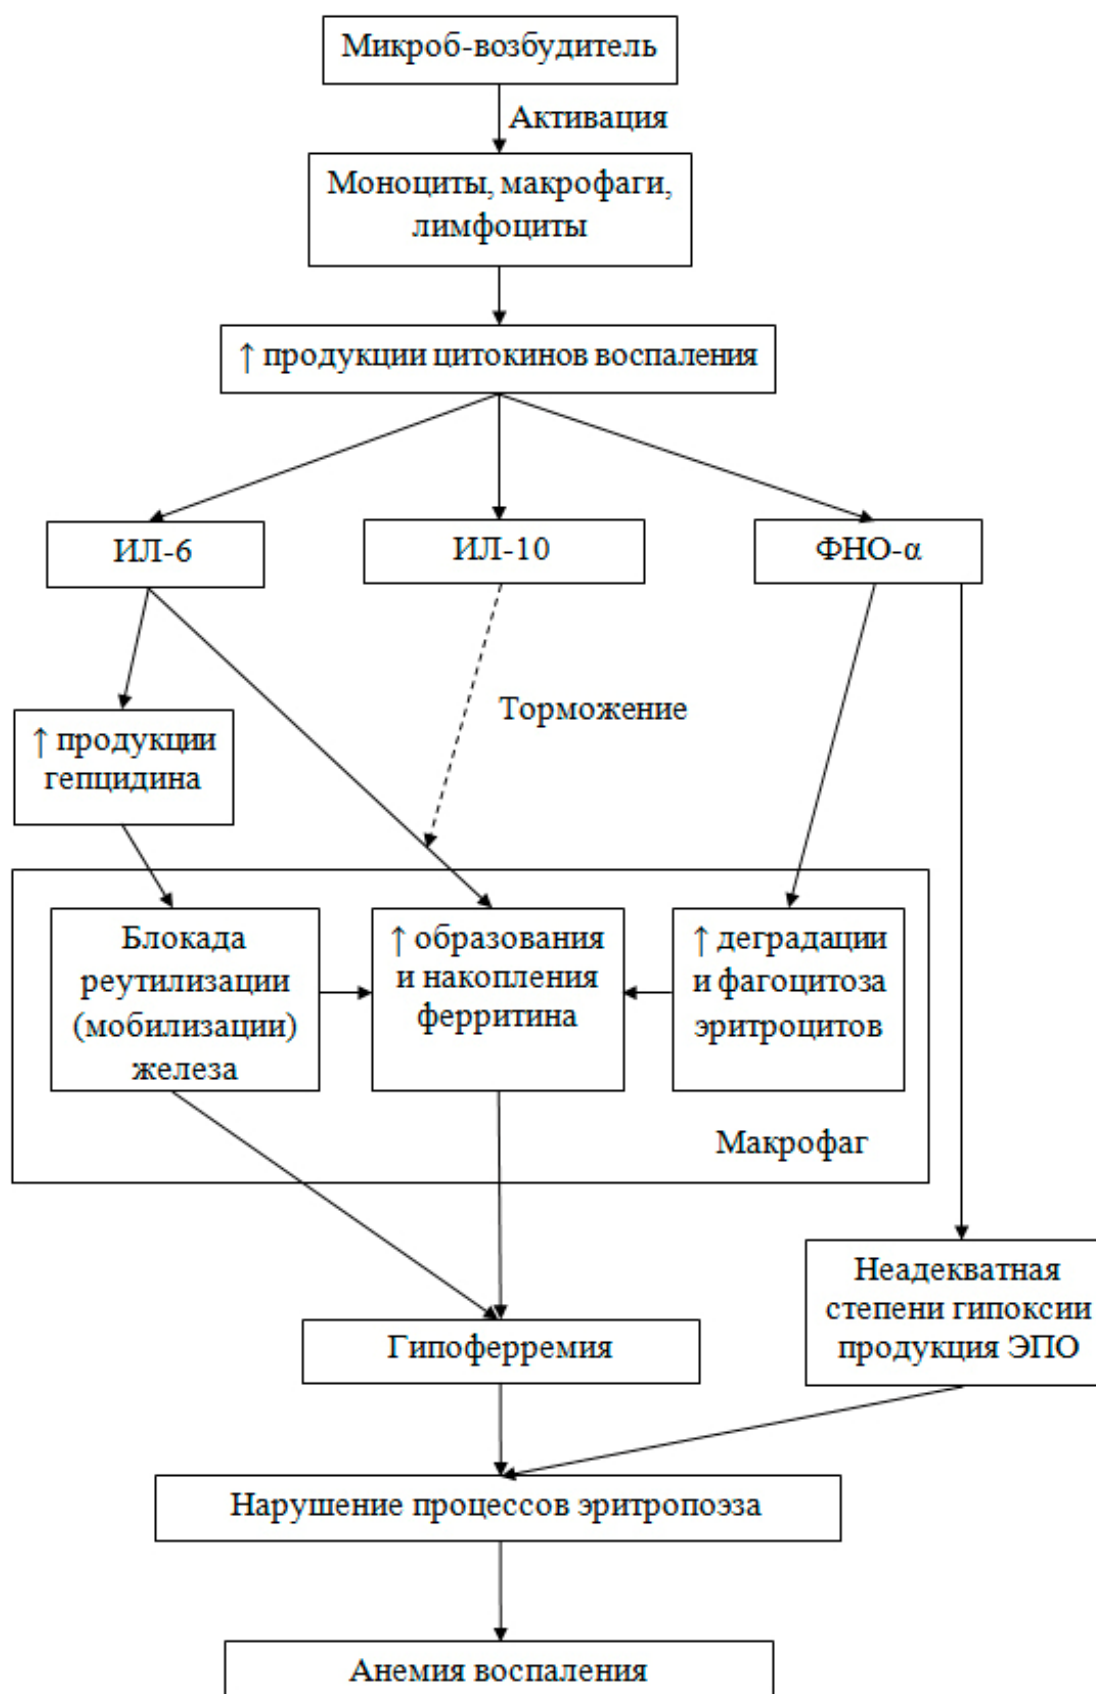 Микроб-возбудитель
Активация
Моноциты, макрофаги,
лимфоциты
↑ продукции цитокинов воспаления
ИЛ-6
ИЛ-10
ФНО-α
Торможение
↑ продукции
гепцидина
Блокада
реутилизации
(мобилизации)
железа
↑ образования
и накопления
ферритина
↑ деградации
и фагоцитоза
эритроцитов
Макрофаг
Неадекватная
степени гипоксии
продукция ЭПО
Гипоферремия
Нарушение процессов эритропоэза
Анемия воспаления